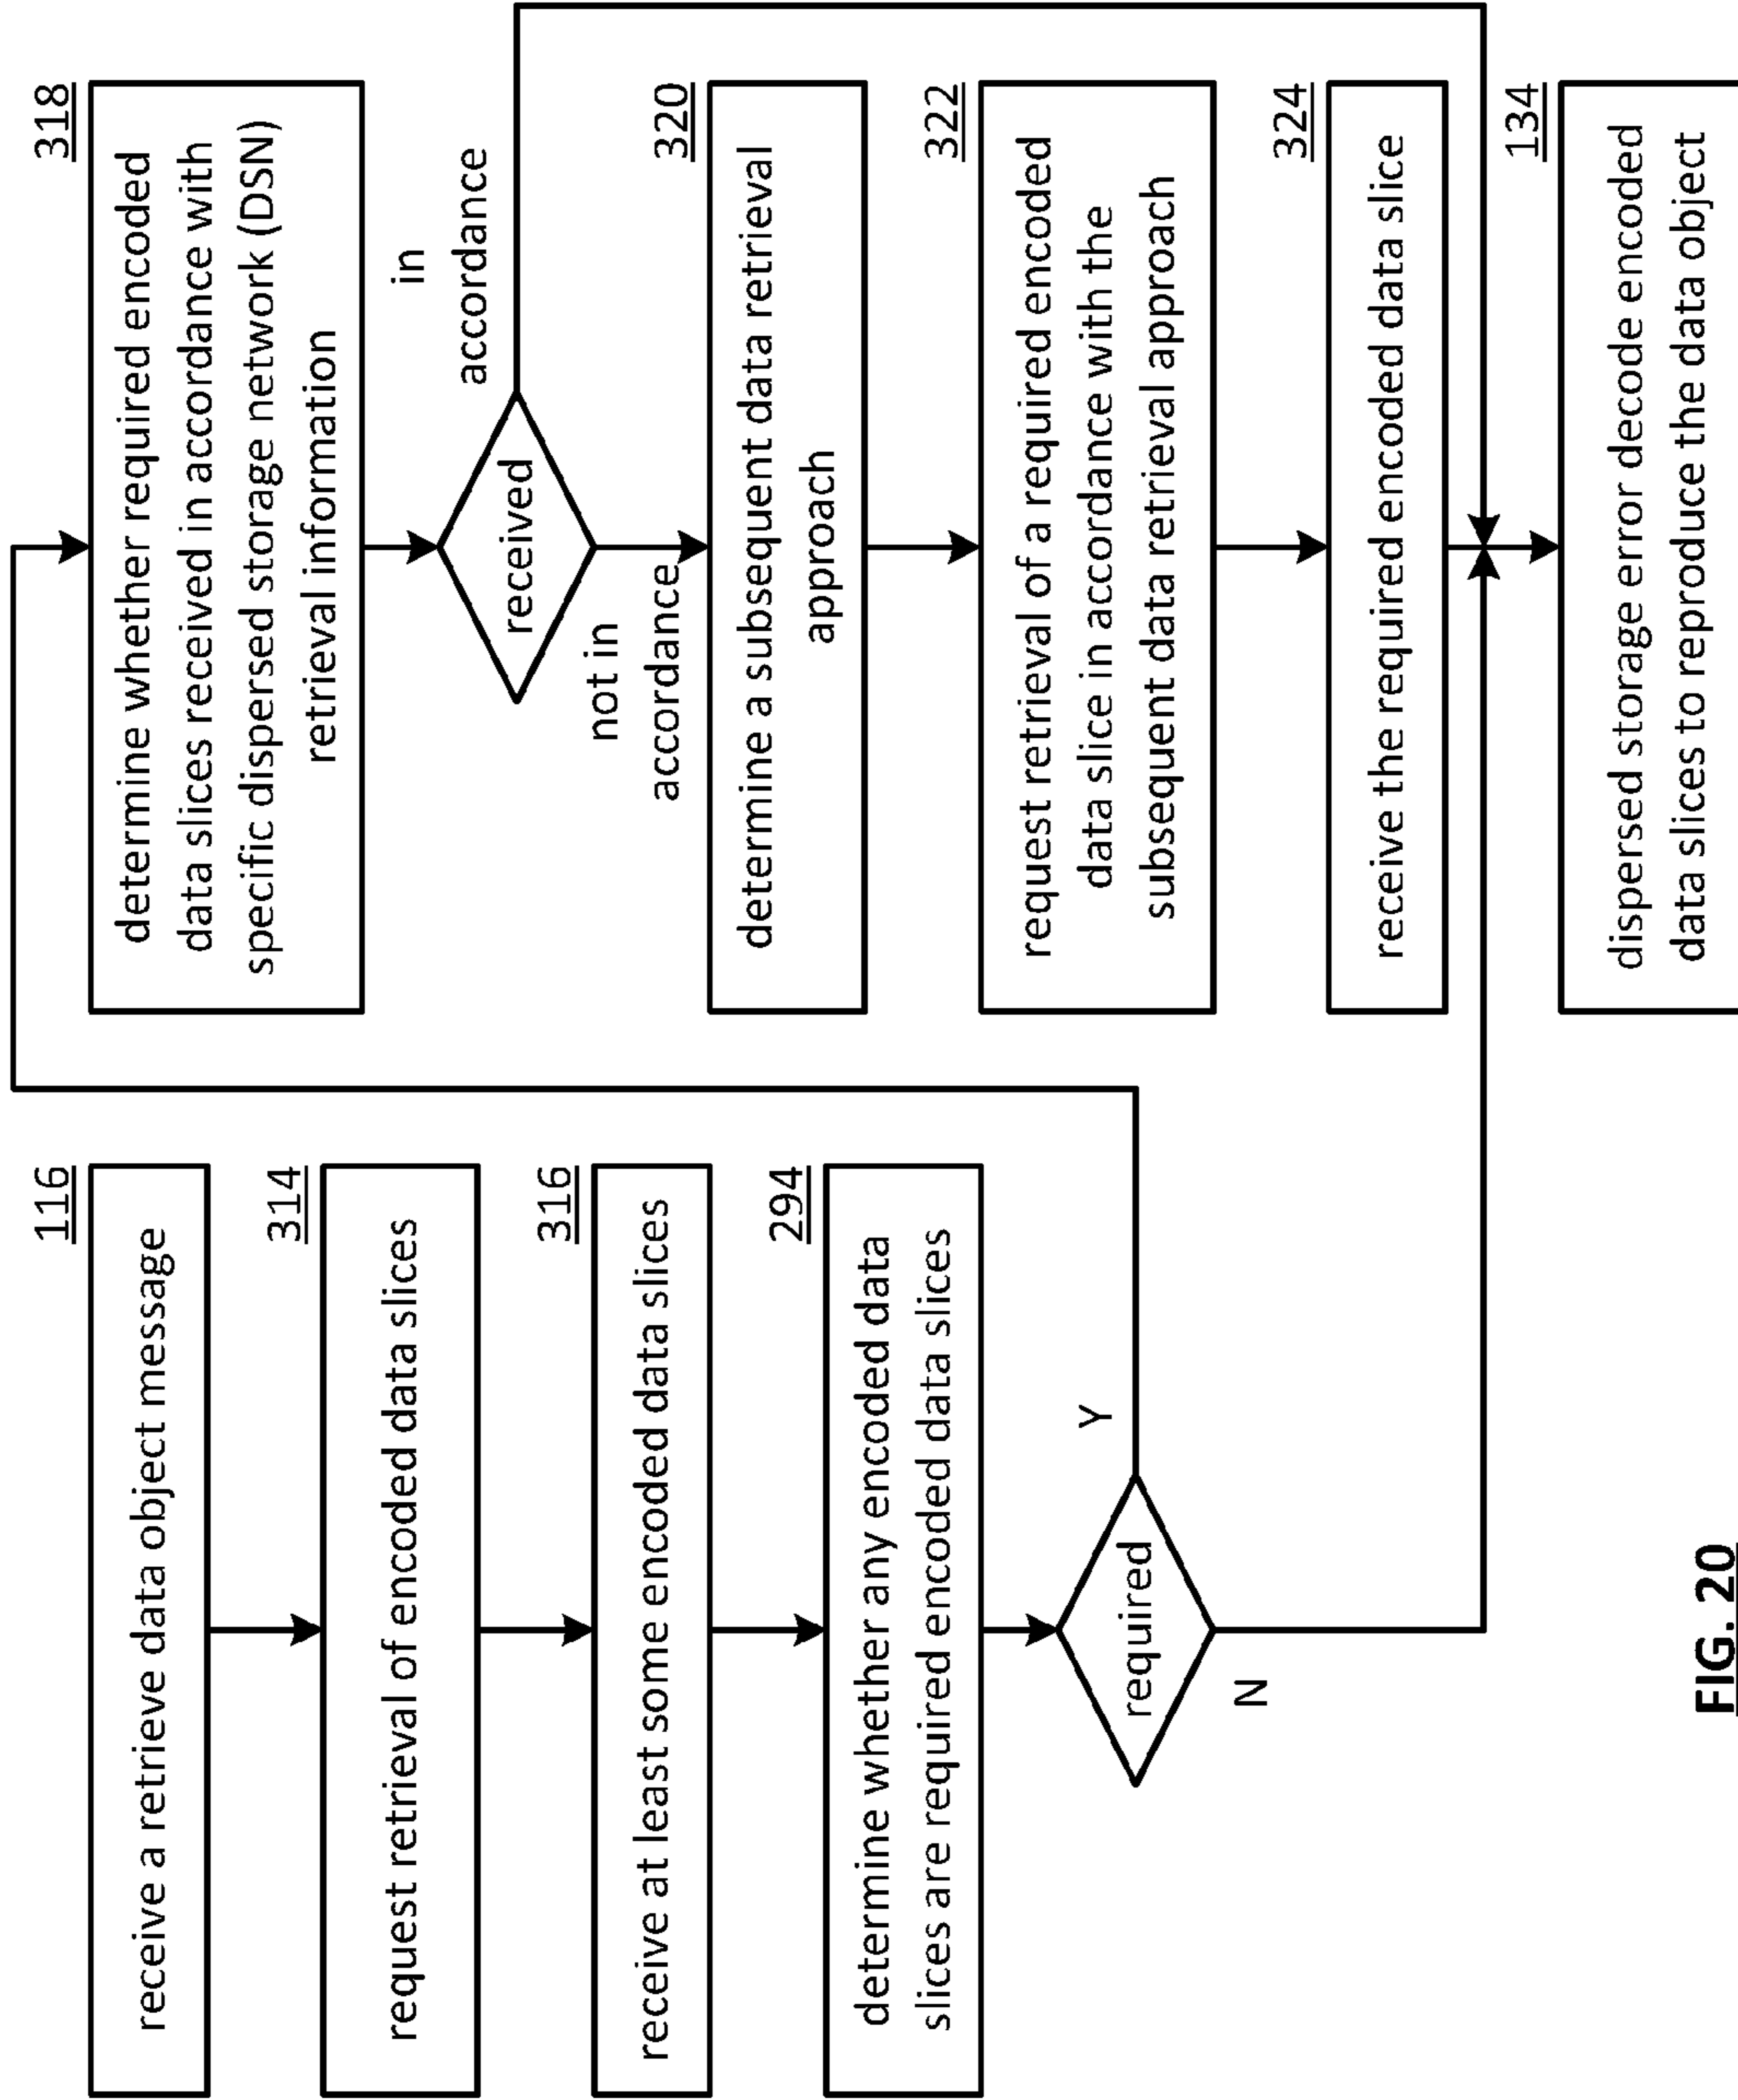 116
receive a retrieve data object message
314
request retrieval of encoded data slices
316
receive at least some encoded data slices
294
determine whether any encoded data
slices are required encoded data slices
required
Y
N
318
determine whether required encoded
data slices received in accordance with
specific dispersed storage network (DSN)
retrieval information
received
in
accordance
not in
accordance
320
determine a subsequent data retrieval
approach
322
request retrieval of a required encoded
data slice in accordance with the
subsequent data retrieval approach
324
receive the required encoded data slice
134
dispersed storage error decode encoded
data slices to reproduce the data object
FIG. 20